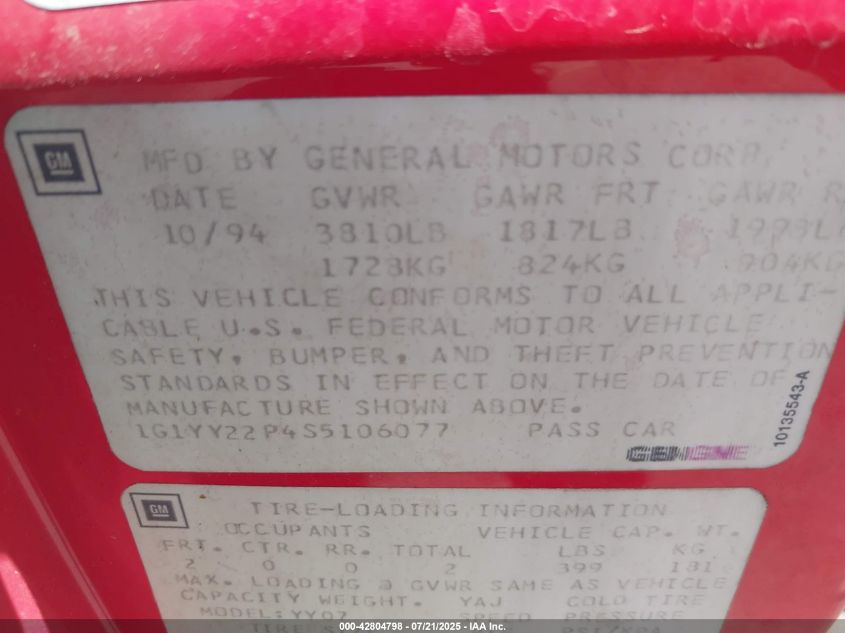 GM
MFD BY GENERAL MOTORS CORP.
DATE GVWR GAWR FRT GAWR R
10/94 3810LB 1817LB 1993L
1728KG 824KG 904KG
THIS VEHICLE CONFORMS TO ALL APPLI-
CABLE U.S. FEDERAL MOTOR VEHICLE
SAFETY, BUMPER, AND THEFT PREVENTION
STANDARDS IN EFFECT ON THE DATE OF
MANUFACTURE SHOWN ABOVE.
1G1YY22P4S5106077 PASS CAR
10135543-A
GM
TIRE-LOADING INFORMATION
OCCUPANTS VEHICLE CAP. WT.
FRT. CTR. RR. TOTAL LBS KG
2 0 0 2 399 181
MAX. LOADING @ GVWR SAME AS VEHICLE
CAPACITY WEIGHT. YAJ COLD TIRE
MODEL:YY07 SPEED PRESSURE
000-42804798 - 07/21/2025 - IAA Inc.